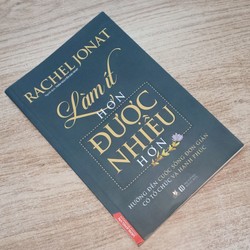 RACHEL JONAT
Làm ít
HƠN
ĐƯỢC
NHIỀU
HƠN
HƯỚNG ĐẾN CUỘC SỐNG ĐƠN GIẢN
CÓ TỔ CHỨC VÀ HẠNH PHÚC